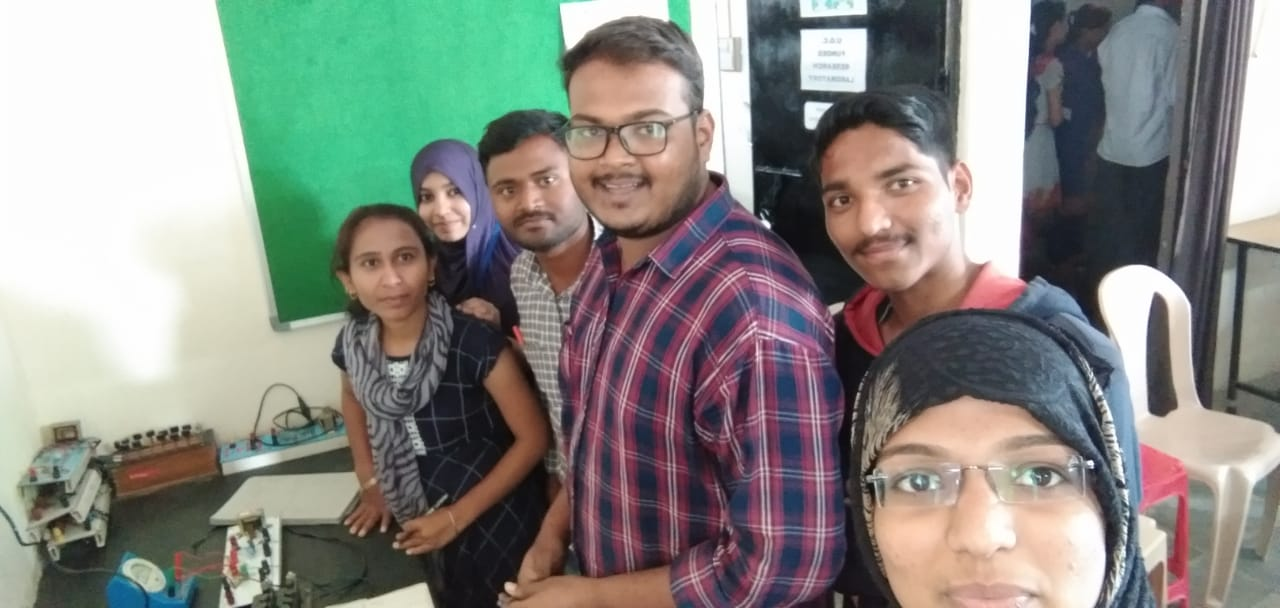 U.G.C.
FUNDED
RESEARCH
LABORATORY